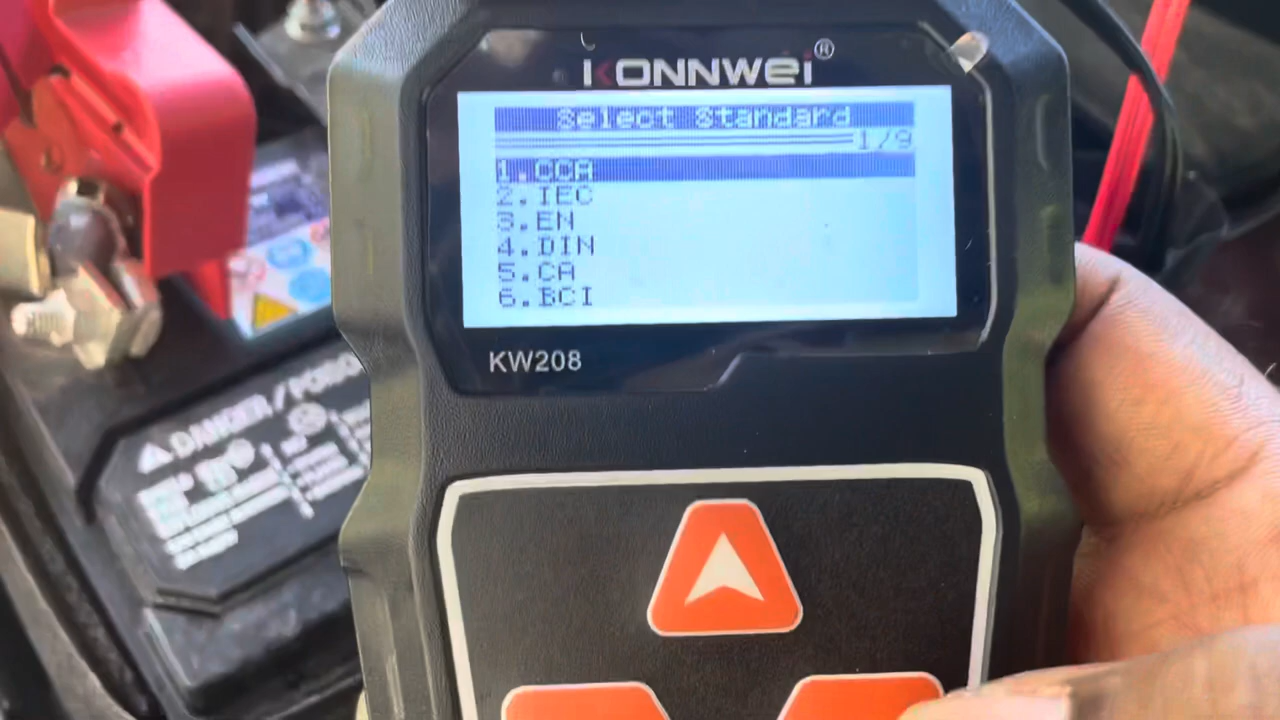 KONNWEI®
Select Standard
1/9
1.CCA
2.IEC
3.EN
4.DIN
5.CA
6.BCI
KW208
DANGER/POISON